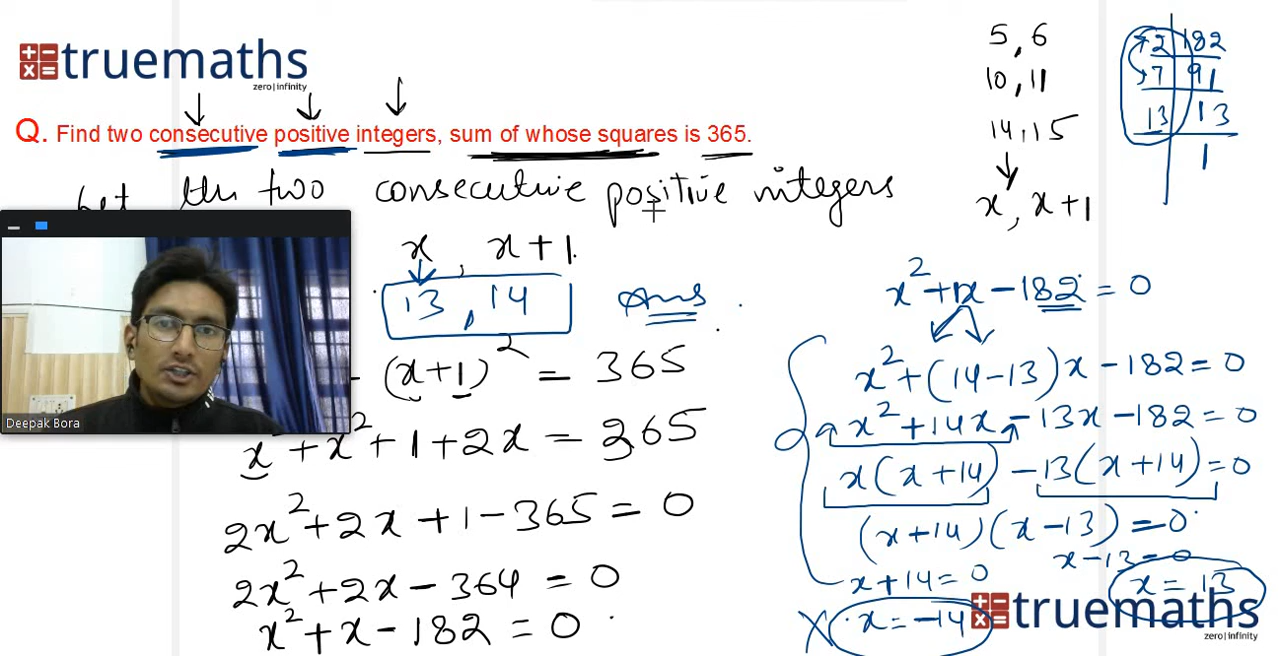 truemaths
zero|infinity
Q. Find two consecutive positive integers, sum of whose squares is 365.
Let the two consecutive positive integers
x, x+1.
13, 14 Ans.
(x+1)² = 365
x² + x² + 1 + 2x = 365
2x² + 2x + 1 - 365 = 0
2x² + 2x - 364 = 0
x² + x - 182 = 0
Deepak Bora
5, 6
10, 11
14, 15
x, x+1
2 | 182
7 | 91
13 | 13
1
x² + 1x - 182 = 0
x² + (14-13)x - 182 = 0
x² + 14x - 13x - 182 = 0
x(x+14) - 13(x+14) = 0
(x+14)(x-13) = 0
x+14 = 0
x-13 = 0
x = -14
x = 13
truemaths
zero|infinity